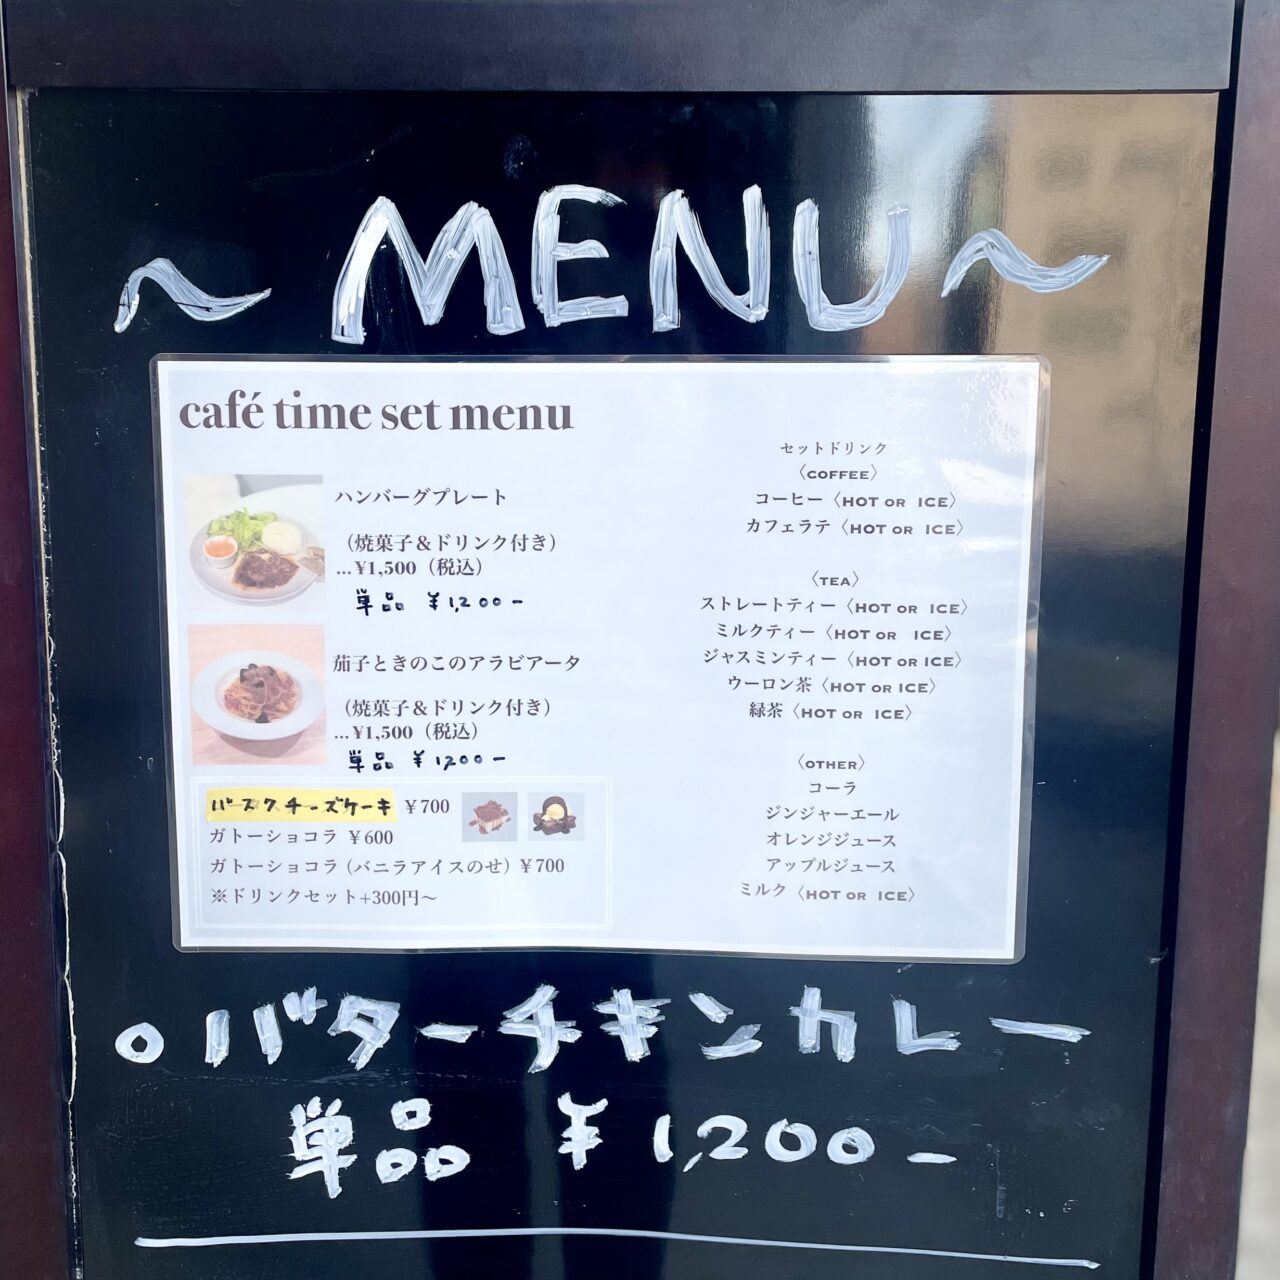 ~ MENU ~
café time set menu
ハンバーグプレート
（焼菓子＆ドリンク付き）
...¥1,500（税込）
単品 ¥1,200-
茄子ときのこのアラビアータ
（焼菓子＆ドリンク付き）
...¥1,500（税込）
単品 ¥1,200-
バスクチーズケーキ ¥700
ガトーショコラ ¥600
ガトーショコラ（バニラアイスのせ）¥700
※ドリンクセット+300円～
セットドリンク
〈COFFEE〉
コーヒー〈HOT OR ICE〉
カフェラテ〈HOT OR ICE〉
〈TEA〉
ストレートティー〈HOT OR ICE〉
ミルクティー〈HOT OR ICE〉
ジャスミンティー〈HOT OR ICE〉
ウーロン茶〈HOT OR ICE〉
緑茶〈HOT OR ICE〉
〈OTHER〉
コーラ
ジンジャーエール
オレンジジュース
アップルジュース
ミルク〈HOT OR ICE〉
○バターチキンカレー
単品 ¥1,200-